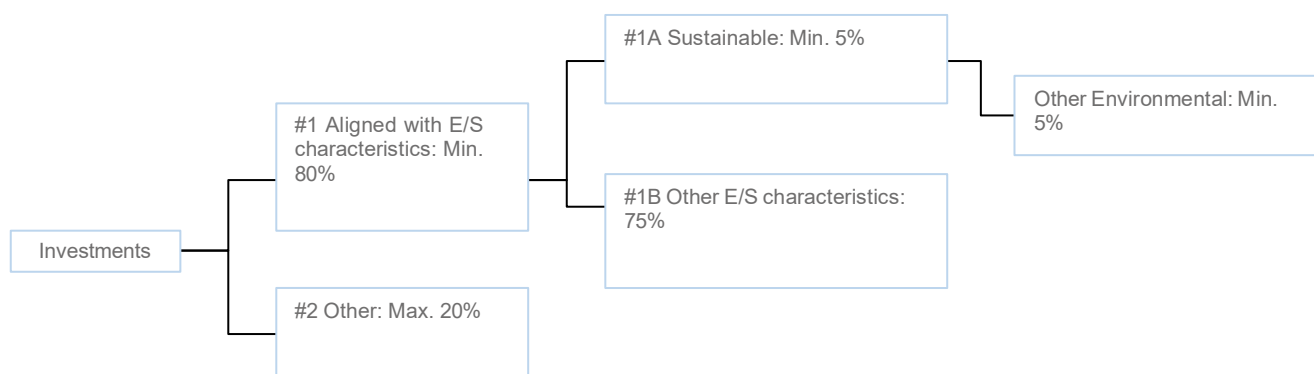 #1A Sustainable: Min. 5%
Other Environmental: Min.
5%
#1 Aligned with E/S
characteristics: Min.
80%
#1B Other E/S characteristics:
75%
Investments
#2 Other: Max. 20%